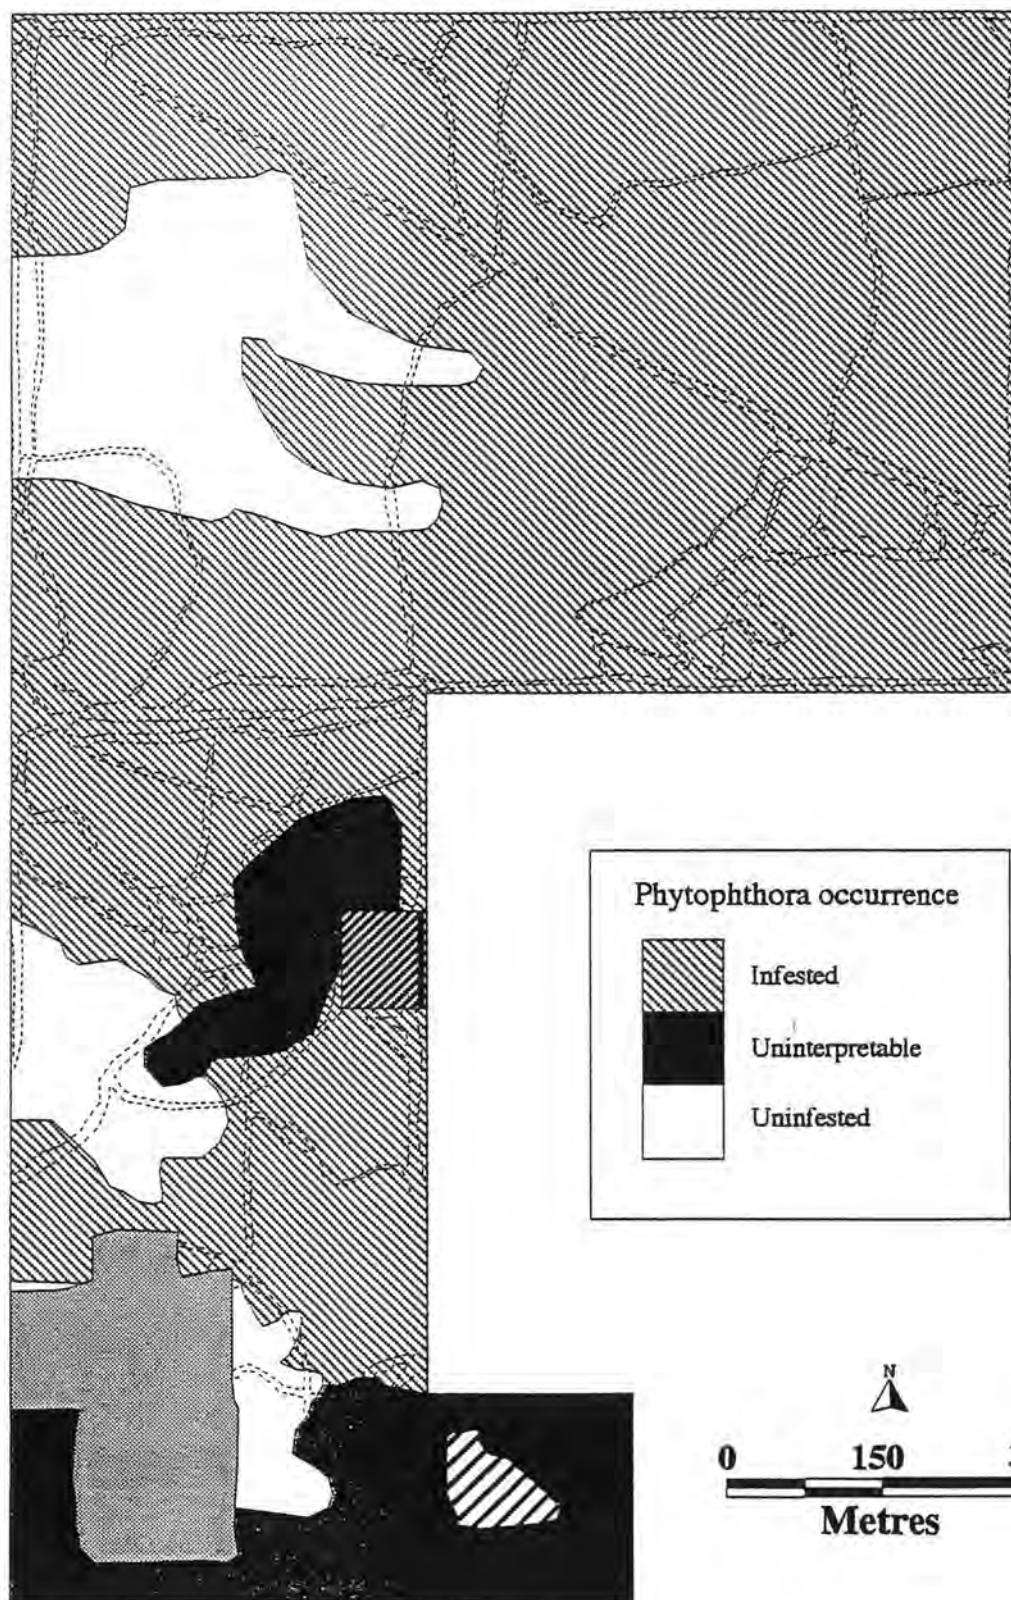 Phytophthora occurrence
Infested
Uninterpretable
Uninfested
N
0 150
Metres